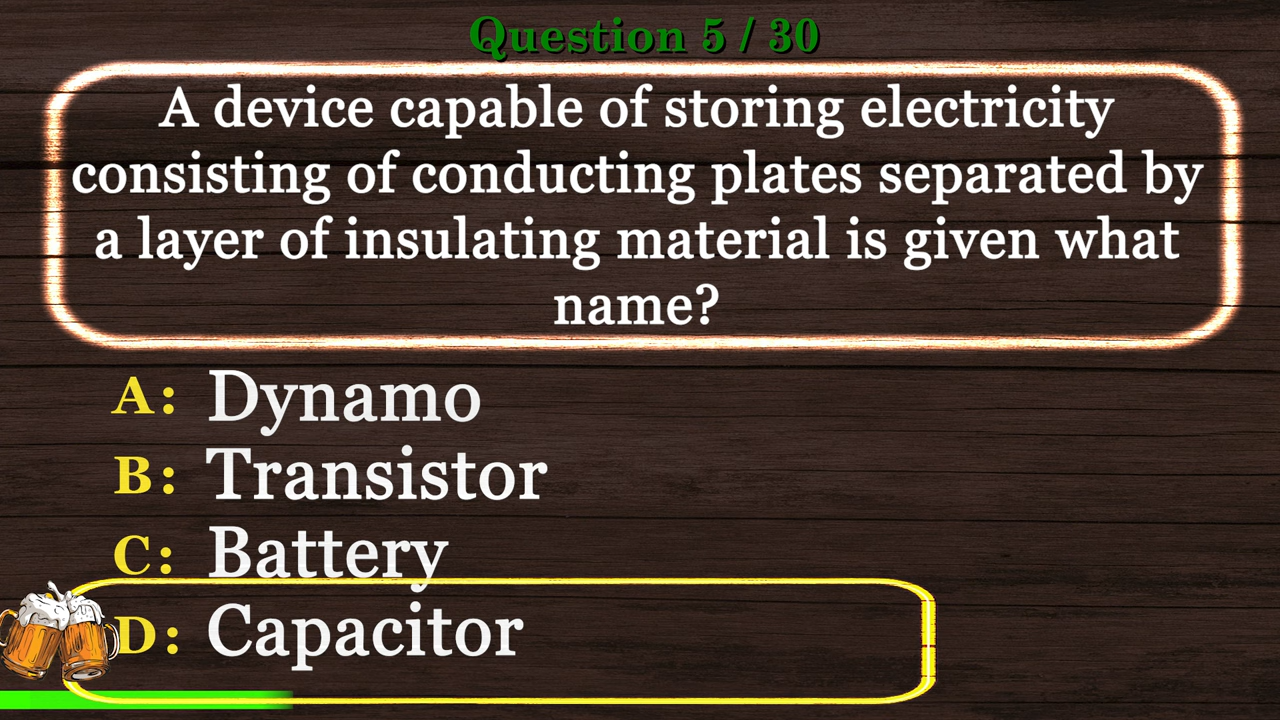 Question 5 / 30
A device capable of storing electricity
consisting of conducting plates separated by
a layer of insulating material is given what
name?
A: Dynamo
B: Transistor
C: Battery
D: Capacitor